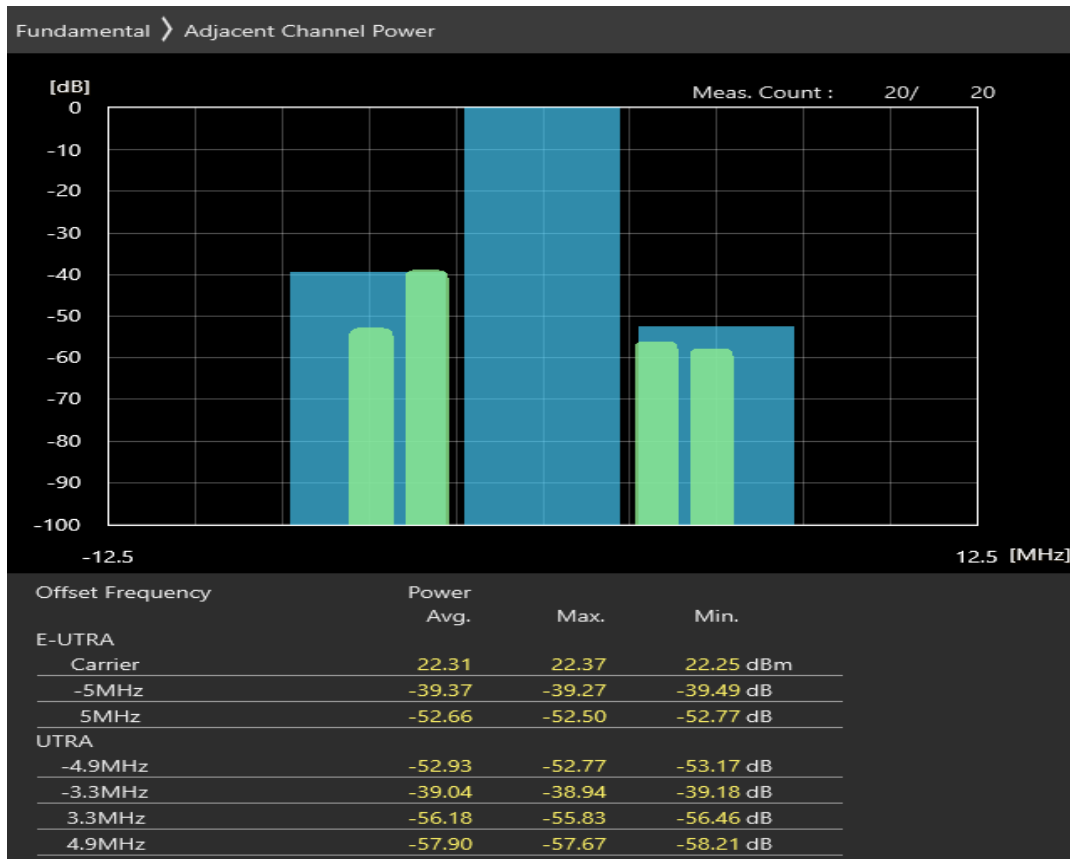 Fundamental 〉 Adjacent Channel Power
[dB]
Meas. Count : 20/ 20
0
-10
-20
-30
-40
-50
-60
-70
-80
-90
-100
-12.5 12.5 [MHz]
Offset Frequency Power
Avg. Max. Min.
E-UTRA
Carrier 22.31 22.37 22.25 dBm
-5MHz -39.37 -39.27 -39.49 dB
5MHz -52.66 -52.50 -52.77 dB
UTRA
-4.9MHz -52.93 -52.77 -53.17 dB
-3.3MHz -39.04 -38.94 -39.18 dB
3.3MHz -56.18 -55.83 -56.46 dB
4.9MHz -57.90 -57.67 -58.21 dB